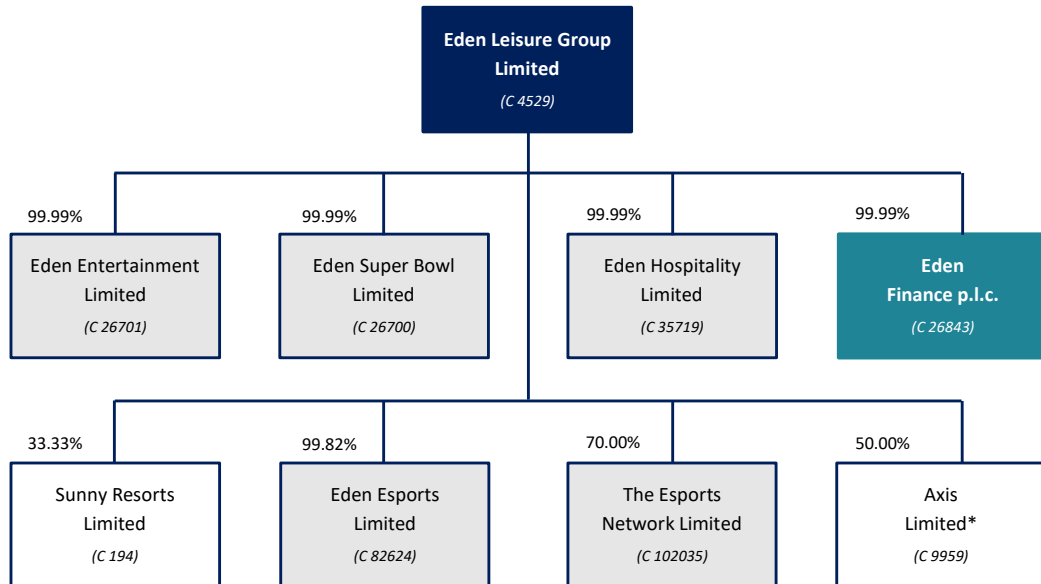 Eden Leisure Group
Limited
(C 4529)
99.99%
99.99%
99.99%
99.99%
Eden Entertainment
Limited
(C 26701)
Eden Super Bowl
Limited
(C 26700)
Eden Hospitality
Limited
(C 35719)
Eden
Finance p.l.c.
(C 26843)
33.33%
99.82%
70.00%
50.00%
Sunny Resorts
Limited
(C 194)
Eden Esports
Limited
(C 82624)
The Esports
Network Limited
(C 102035)
Axis
Limited*
(C 9959)